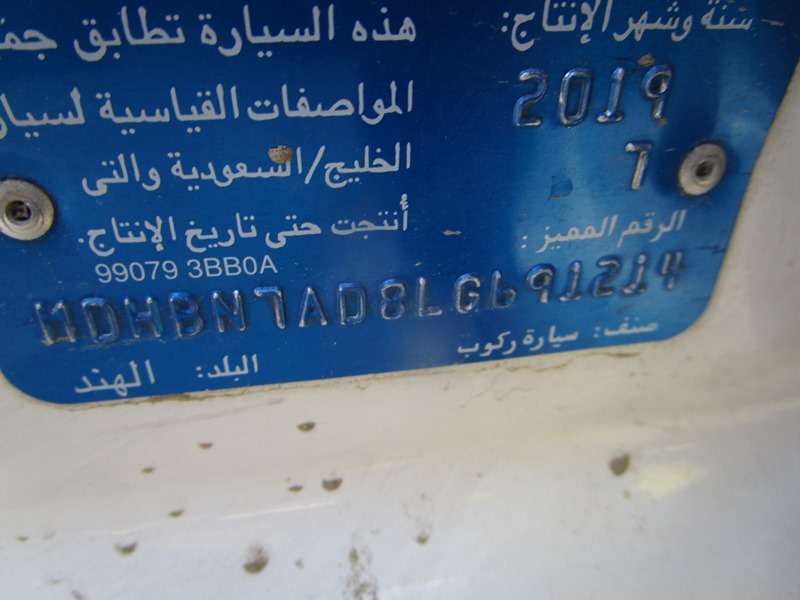 سنة وشهر الإنتاج:
2019
7
هذه السيارة تطابق
المواصفات القياسية
الخليج/السعودية والتى
أُنتجت حتى تاريخ الإنتاج.
99079 3BB0A
الرقم المميز :
MDHBN7AD8LG691214
صنف: سيارة ركوب
البلد: الهند